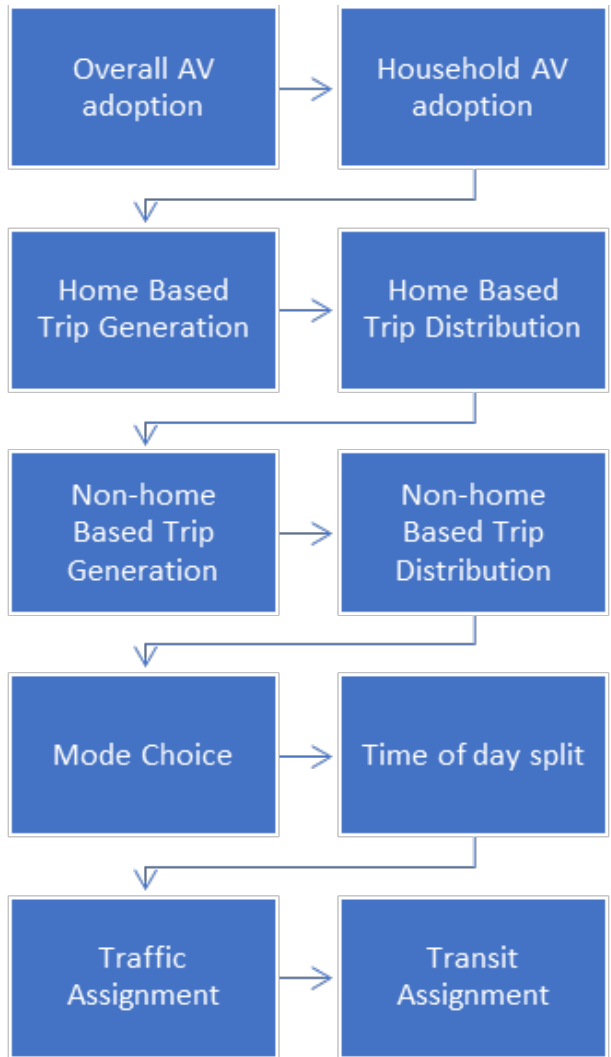 Overall AV
adoption
Household AV
adoption
Home Based
Trip Generation
Home Based
Trip Distribution
Non-home
Based Trip
Generation
Non-home
Based Trip
Distribution
Mode Choice
Time of day split
Traffic
Assignment
Transit
Assignment